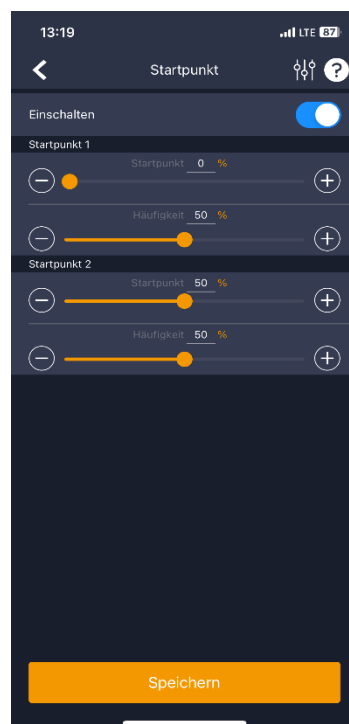 13:19 LTE 87
Startpunkt ?
Einschalten
Startpunkt 1
Startpunkt 0 %
Häufigkeit 50 %
Startpunkt 2
Startpunkt 50 %
Häufigkeit 50 %
Speichern